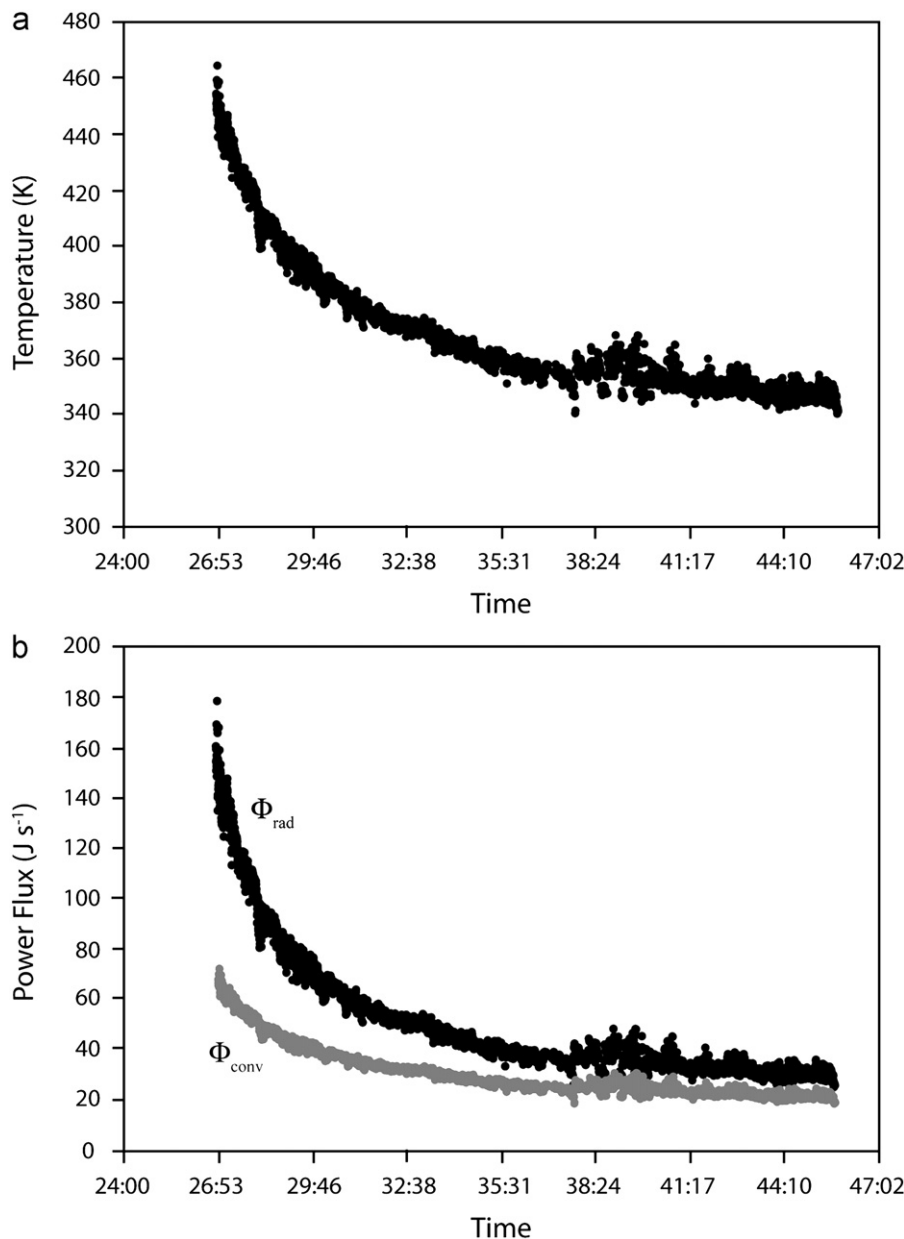 a
480
460
440
420
400
380
360
340
320
300
Temperature (K)
24:00 26:53 29:46 32:38 35:31 38:24 41:17 44:10 47:02
Time
b
200
180
160
140
120
100
80
60
40
20
0
Power Flux (J s⁻¹)
Φrad
Φconv
24:00 26:53 29:46 32:38 35:31 38:24 41:17 44:10 47:02
Time